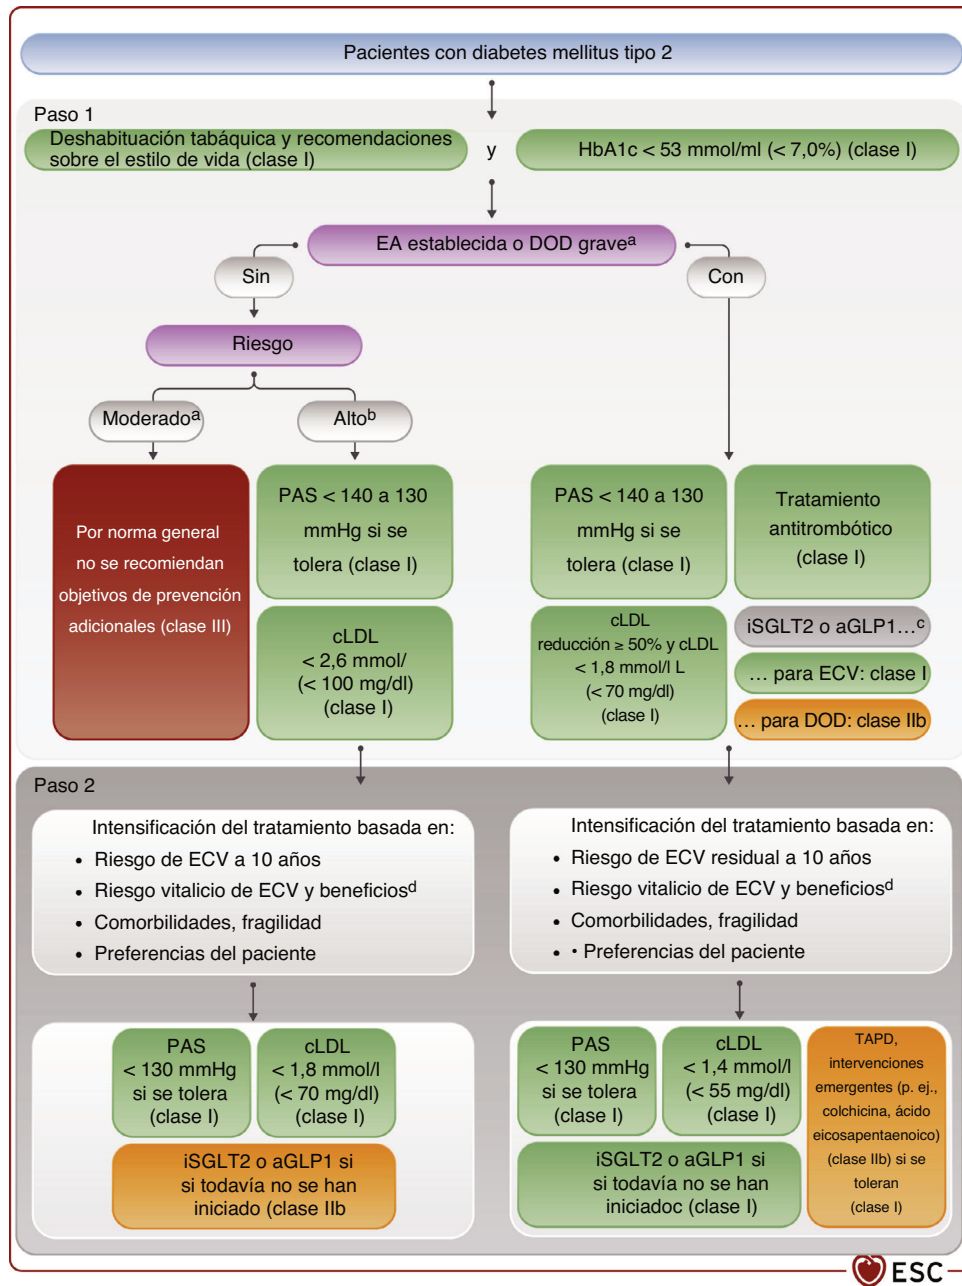 Pacientes con diabetes mellitus tipo 2
Paso 1
Deshabituación tabáquica y recomendaciones
sobre el estilo de vida (clase I)
y
HbA1c < 53 mmol/ml (< 7,0%) (clase I)
EA establecida o DOD graveª
Sin
Con
Riesgo
Moderadoª
Altoᵇ
Por norma general
no se recomiendan
objetivos de prevención
adicionales (clase III)
PAS < 140 a 130
mmHg si se
tolera (clase I)
cLDL
< 2,6 mmol/
(< 100 mg/dl)
(clase I)
PAS < 140 a 130
mmHg si se
tolera (clase I)
cLDL
reducción ≥ 50% y cLDL
< 1,8 mmol/l L
(< 70 mg/dl)
(clase I)
Tratamiento
antitrombótico
(clase I)
iSGLT2 o aGLP1…ᶜ
… para ECV: clase I
… para DOD: clase IIb
Paso 2
Intensificación del tratamiento basada en:
• Riesgo de ECV a 10 años
• Riesgo vitalicio de ECV y beneficiosᵈ
• Comorbilidades, fragilidad
• Preferencias del paciente
Intensificación del tratamiento basada en:
• Riesgo de ECV residual a 10 años
• Riesgo vitalicio de ECV y beneficiosᵈ
• Comorbilidades, fragilidad
• · Preferencias del paciente
PAS
< 130 mmHg
si se tolera
(clase I)
cLDL
< 1,8 mmol/l
(< 70 mg/dl)
(clase I)
iSGLT2 o aGLP1 si
si todavía no se han
iniciado (clase IIb
PAS
< 130 mmHg
si se tolera
(clase I)
cLDL
< 1,4 mmol/l
(< 55 mg/dl)
(clase I)
iSGLT2 o aGLP1 si
si todavía no se han
iniciadoc (clase I)
TAPD,
intervenciones
emergentes (p. ej.,
colchicina, ácido
eicosapentaenoico)
(clase IIb) si se
toleran
(clase I)
ESC